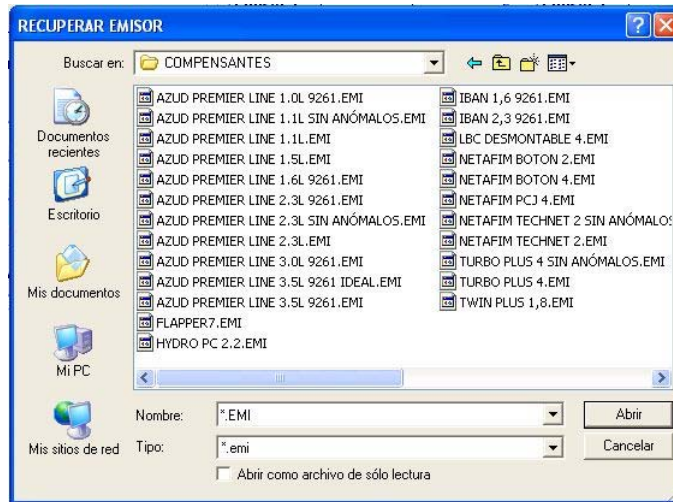 RECUPERAR EMISOR
Buscar en: COMPENSANTES
Documentos recientes
Escritorio
Mis documentos
Mi PC
Mis sitios de red
AZUD PREMIER LINE 1.0L 9261.EMI
AZUD PREMIER LINE 1.1L SIN ANÓMALOS.EMI
AZUD PREMIER LINE 1.1L.EMI
AZUD PREMIER LINE 1.5L.EMI
AZUD PREMIER LINE 1.6L 9261.EMI
AZUD PREMIER LINE 2.3L 9261.EMI
AZUD PREMIER LINE 2.3L SIN ANÓMALOS.EMI
AZUD PREMIER LINE 2.3L.EMI
AZUD PREMIER LINE 3.0L 9261.EMI
AZUD PREMIER LINE 3.5L 9261 IDEAL.EMI
AZUD PREMIER LINE 3.5L 9261.EMI
FLAPPER7.EMI
HYDRO PC 2.2.EMI
IBAN 1,6 9261.EMI
IBAN 2,3 9261.EMI
LBC DESMONTABLE 4.EMI
NETAFIM BOTON 2.EMI
NETAFIM BOTON 4.EMI
NETAFIM PCJ 4.EMI
NETAFIM TECHNET 2 SIN ANÓMALOS
NETAFIM TECHNET 2.EMI
TURBO PLUS 4 SIN ANÓMALOS.EMI
TURBO PLUS 4.EMI
TWIN PLUS 1,8.EMI
Nombre: *.EMI Abrir
Tipo: *.emi Cancelar
Abrir como archivo de sólo lectura